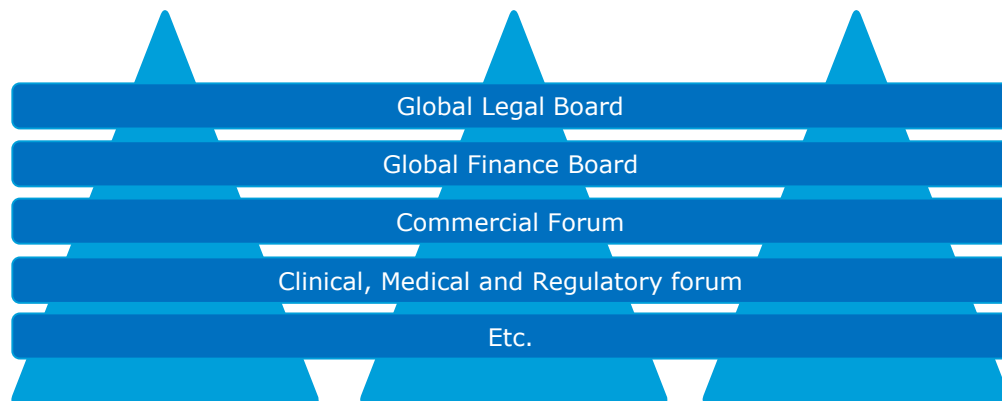 Global Legal Board
Global Finance Board
Commercial Forum
Clinical, Medical and Regulatory forum
Etc.